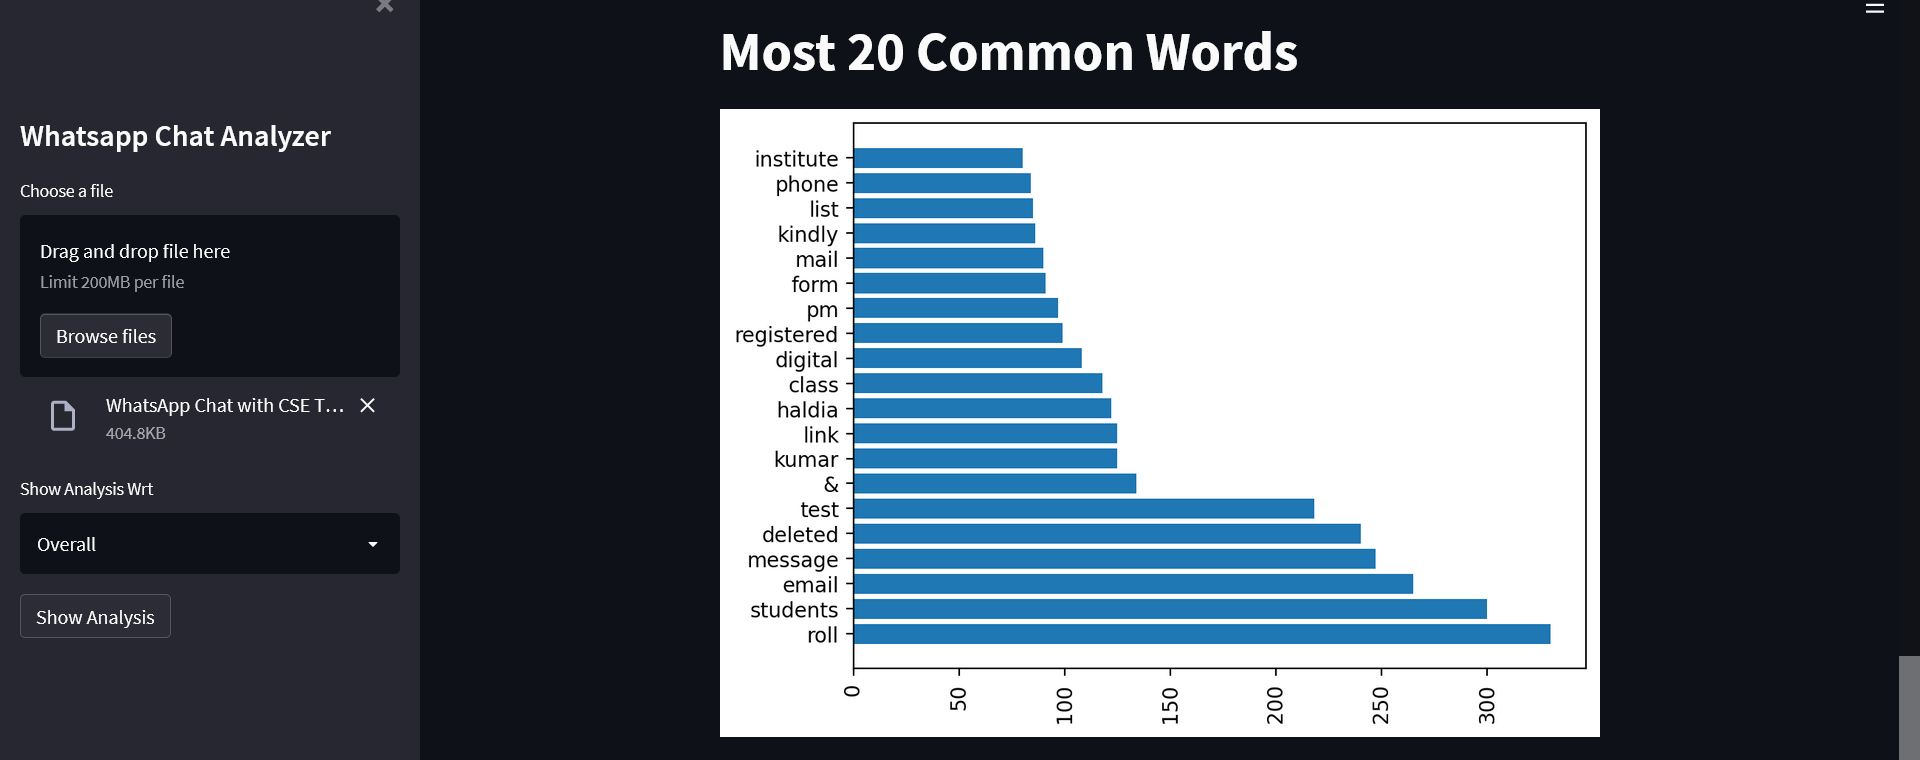 Whatsapp Chat Analyzer
Choose a file
Drag and drop file here
Limit 200MB per file
Browse files
WhatsApp Chat with CSE T...
404.8KB
Show Analysis Wrt
Overall
Show Analysis
Most 20 Common Words
institute
phone
list
kindly
mail
form
pm
registered
digital
class
haldia
link
kumar
&
test
deleted
message
email
students
roll
0
50
100
150
200
250
300